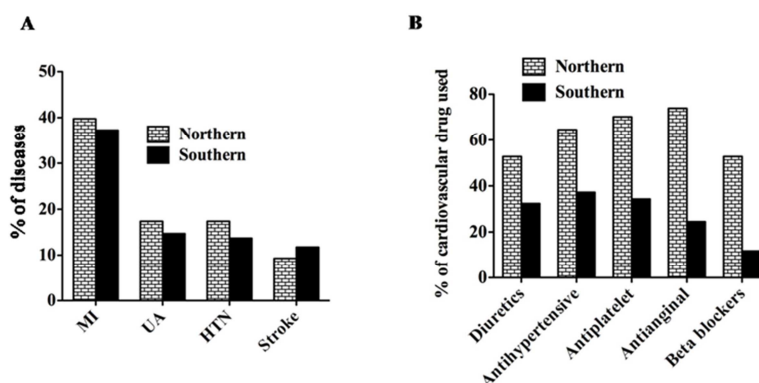 A
% of diseases
50
40
30
20
10
0
Northern
Southern
MI
UA
HTN
Stroke
B
% of cardiovascular drug used
Northern
Southern
80
60
40
20
0
Diuretics
Antihypertensive
Antiplatelet
Antianginal
Beta blockers